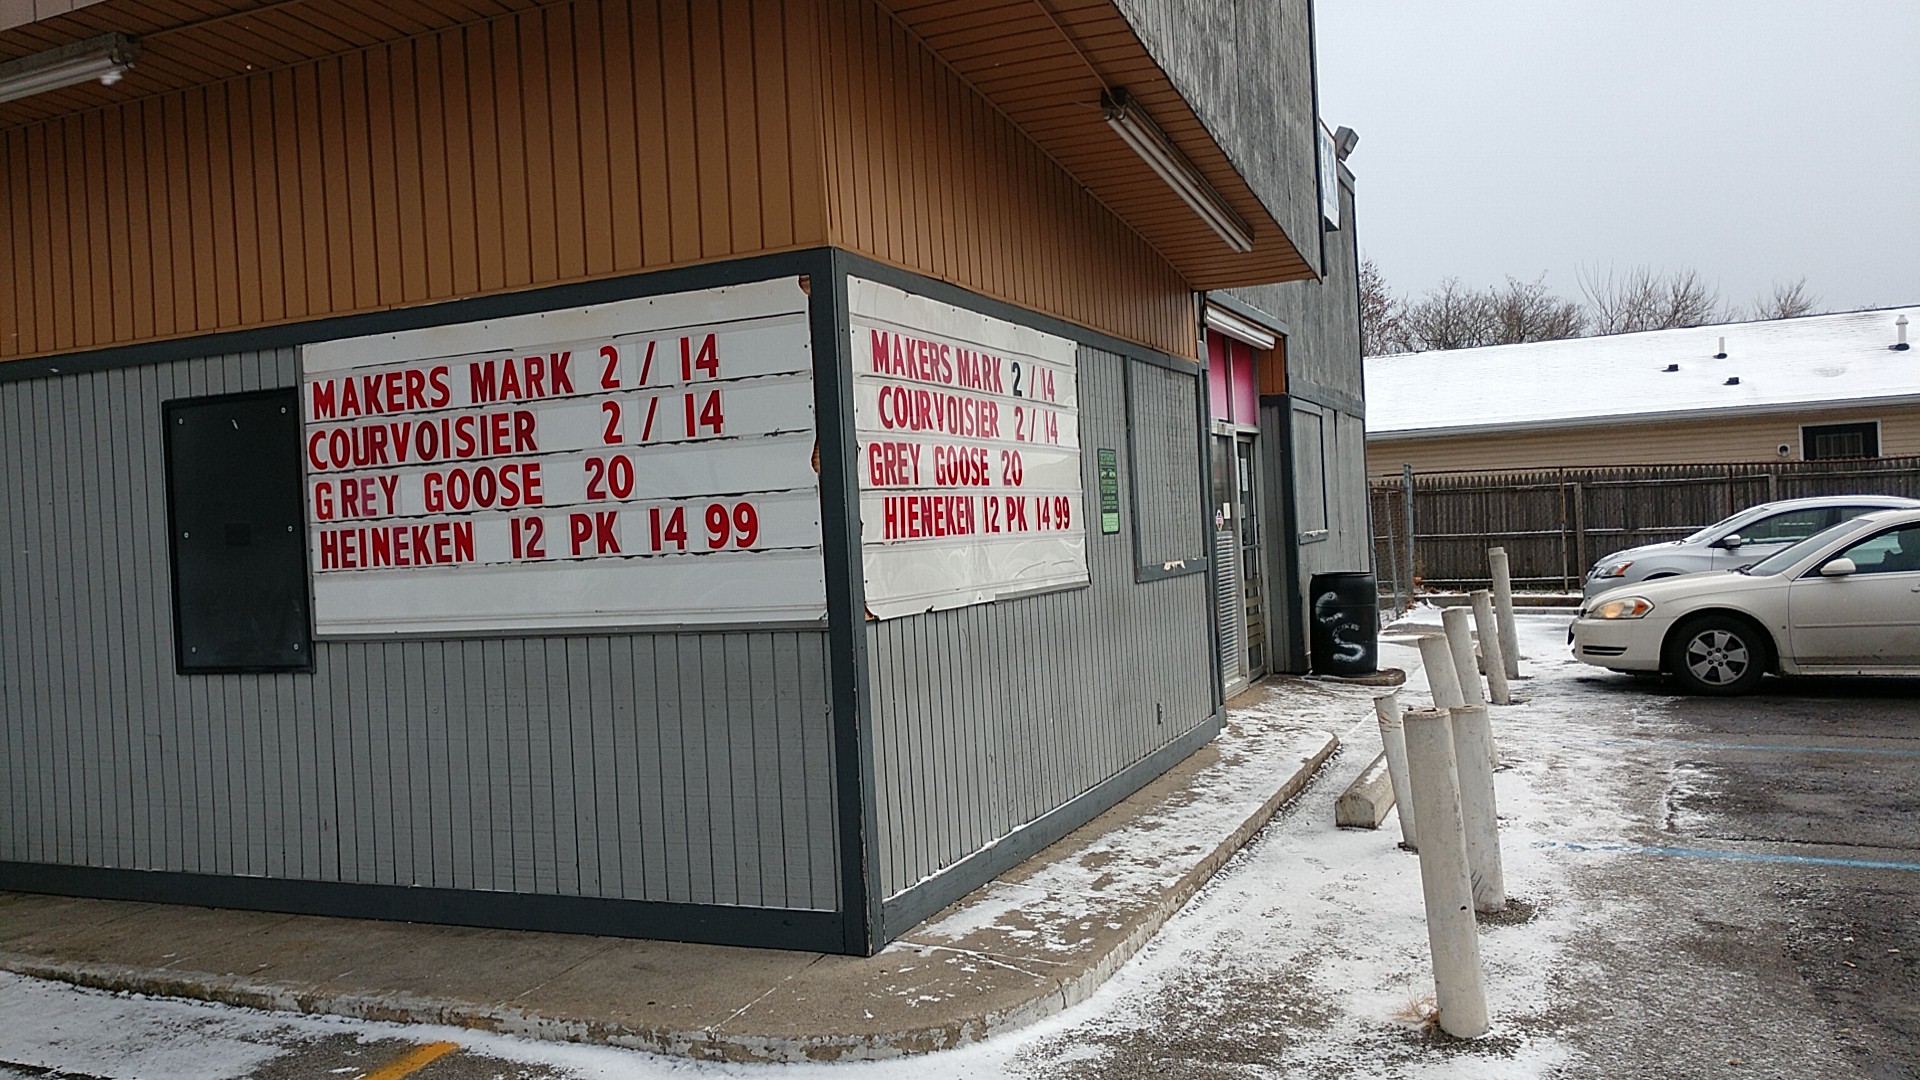 MAKERS MARK 2 / 14
COURVOISIER 2 / 14
GREY GOOSE 20
HEINEKEN 12 PK 14 99
MAKERS MARK 2 / 14
COURVOISIER 2 / 14
GREY GOOSE 20
HIENEKEN 12 PK 14 99
S